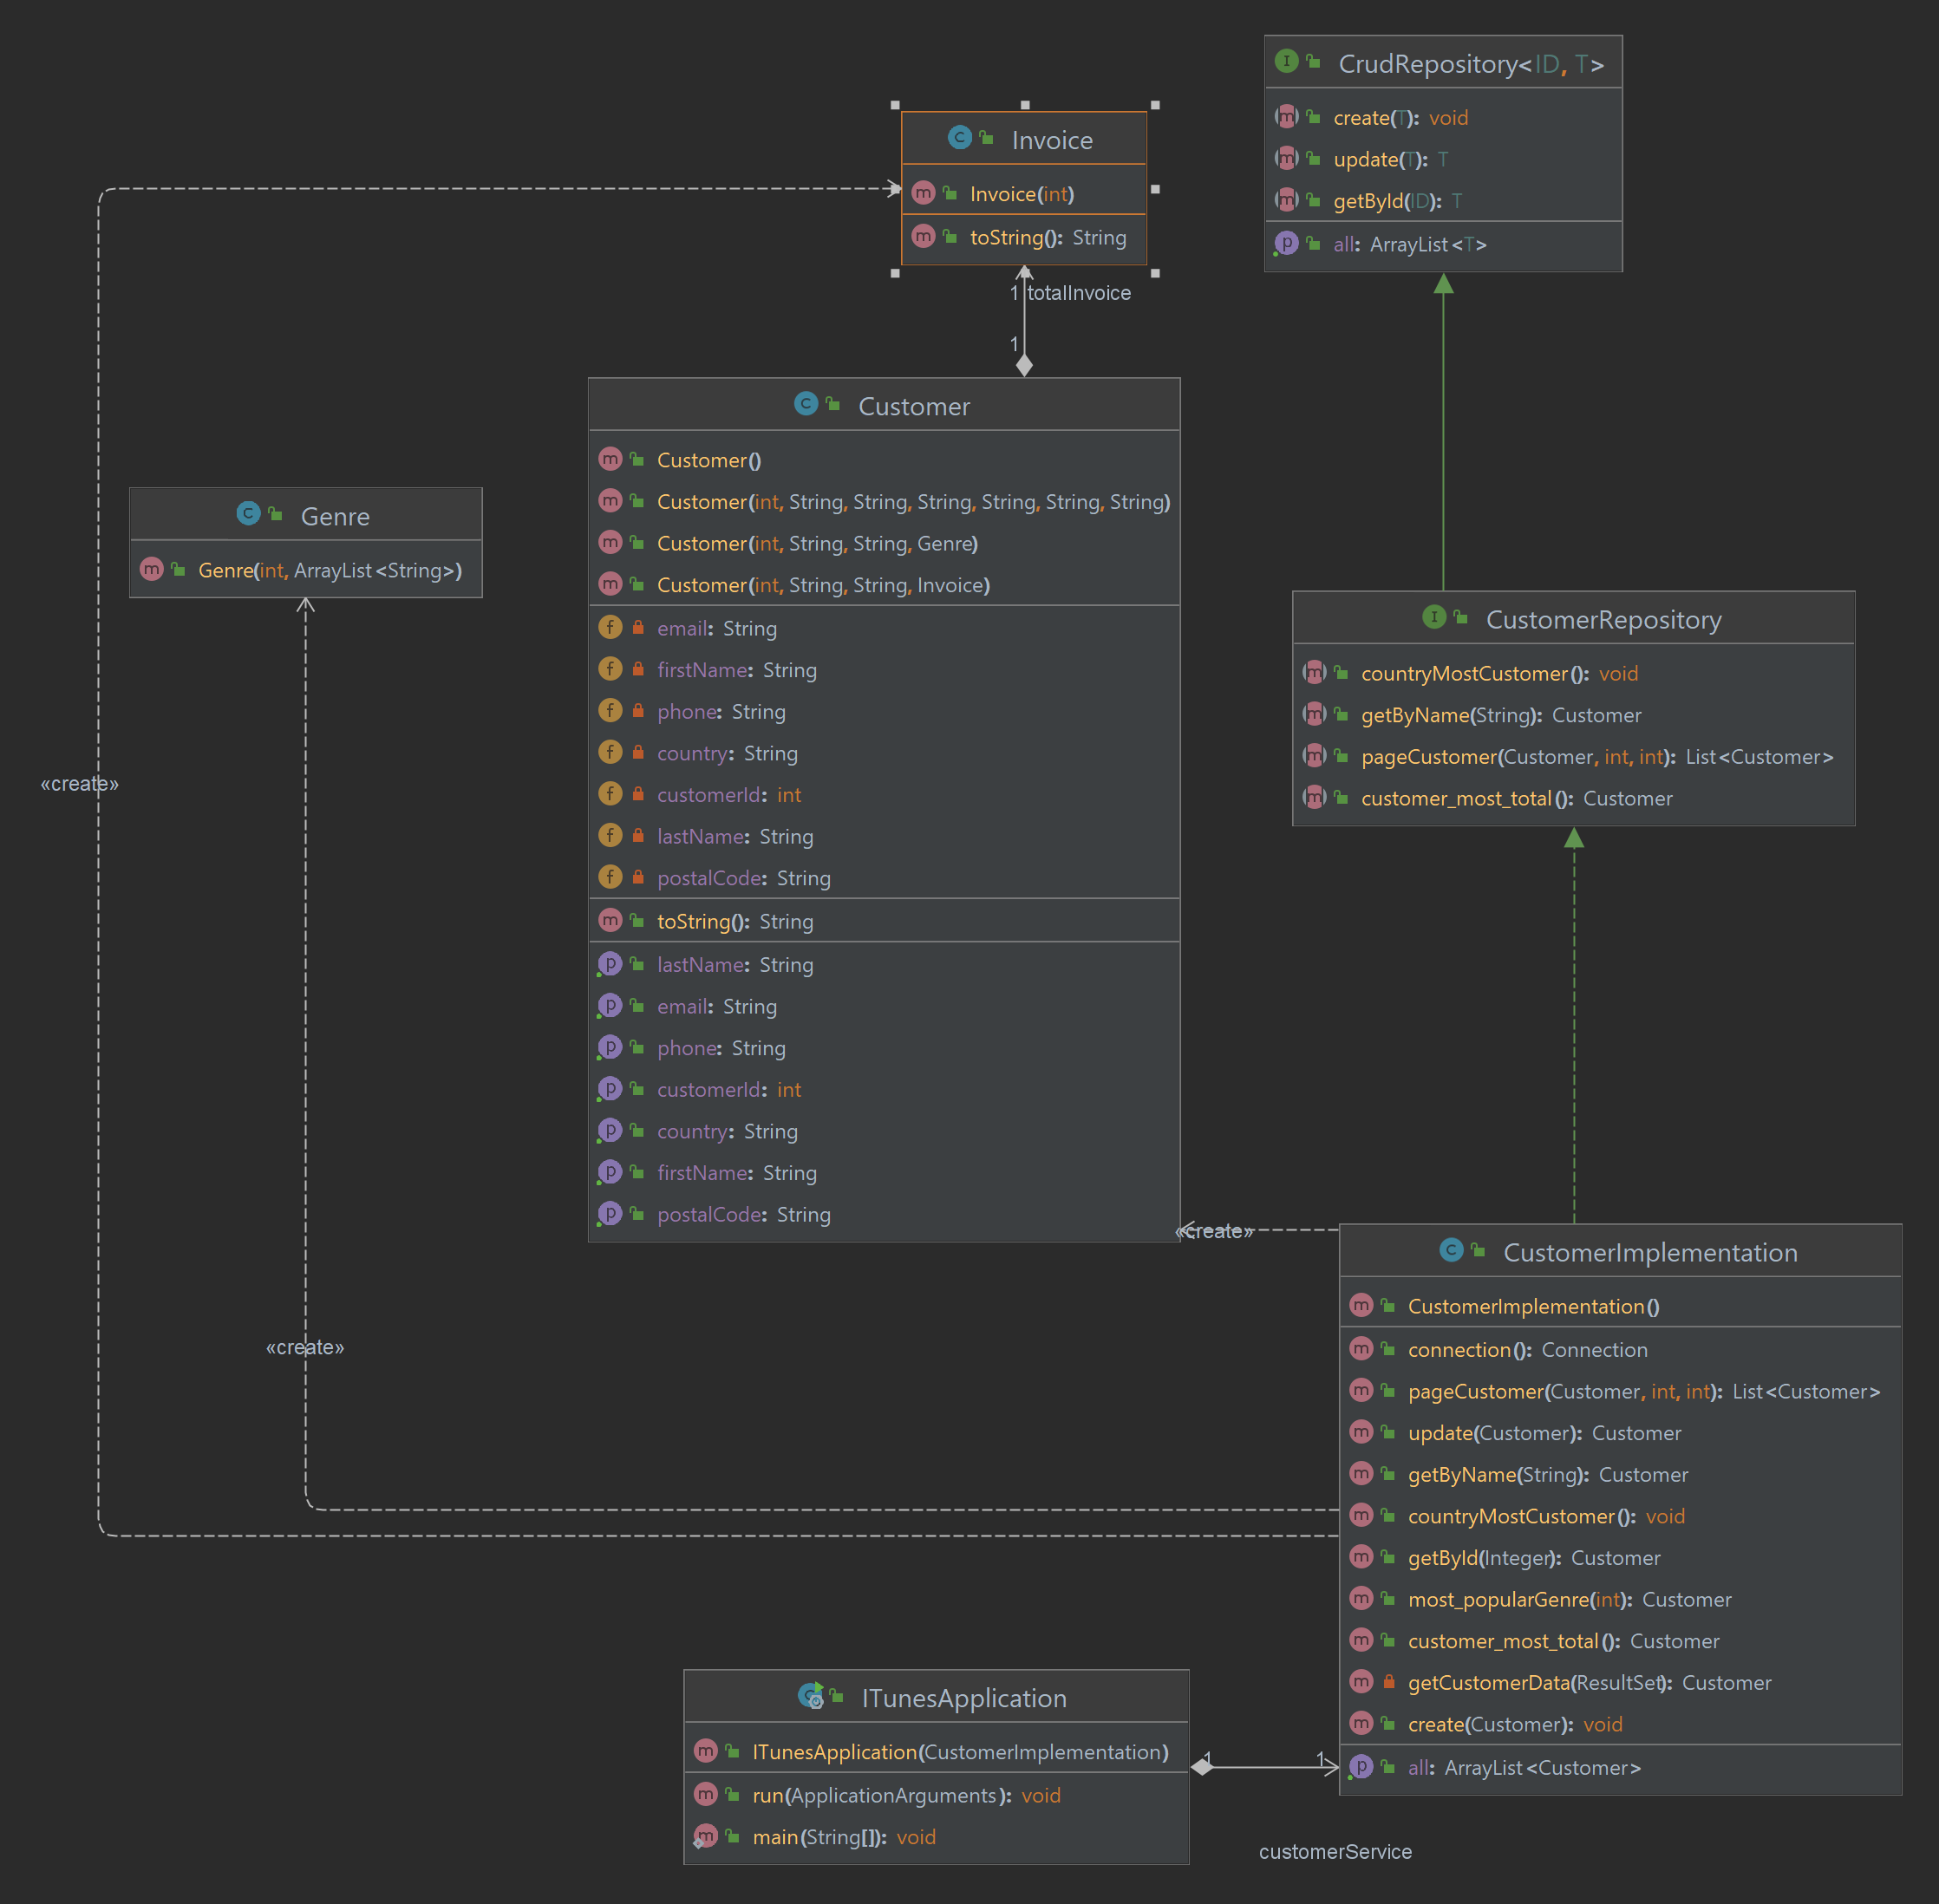 CrudRepository<ID, T>
create(T): void
update(T): T
getById(ID): T
all: ArrayList<T>
Invoice
Invoice(int)
toString(): String
1 totalInvoice
1
Customer
Customer()
Customer(int, String, String, String, String, String, String)
Customer(int, String, String, Genre)
Customer(int, String, String, Invoice)
email: String
firstName: String
phone: String
country: String
customerId: int
lastName: String
postalCode: String
toString(): String
lastName: String
email: String
phone: String
customerId: int
country: String
firstName: String
postalCode: String
Genre
Genre(int, ArrayList<String>)
CustomerRepository
countryMostCustomer(): void
getByName(String): Customer
pageCustomer(Customer, int, int): List<Customer>
customer_most_total(): Customer
«create»
«create»
«create»
CustomerImplementation
CustomerImplementation()
connection(): Connection
pageCustomer(Customer, int, int): List<Customer>
update(Customer): Customer
getByName(String): Customer
countryMostCustomer(): void
getById(Integer): Customer
most_popularGenre(int): Customer
customer_most_total(): Customer
getCustomerData(ResultSet): Customer
create(Customer): void
all: ArrayList<Customer>
ITunesApplication
ITunesApplication(CustomerImplementation)
run(ApplicationArguments): void
main(String[]): void
1
1
customerService